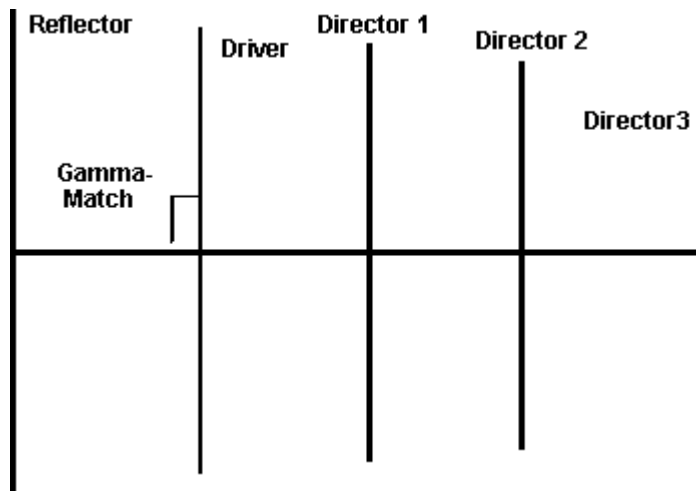 Reflector
Driver
Director 1
Director 2
Director3
Gamma-
Match